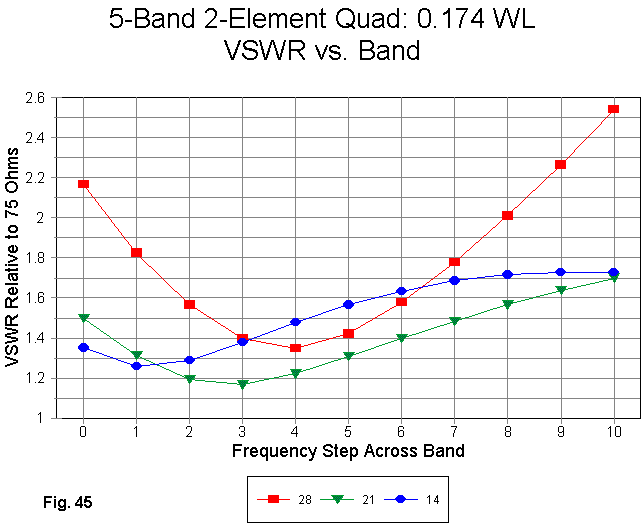 5-Band 2-Element Quad: 0.174 WL
VSWR vs. Band
VSWR Relative to 75 Ohms
2.6
2.4
2.2
2
1.8
1.6
1.4
1.2
1
0 1 2 3 4 5 6 7 8 9 10
Frequency Step Across Band
Fig. 45
28 21 14